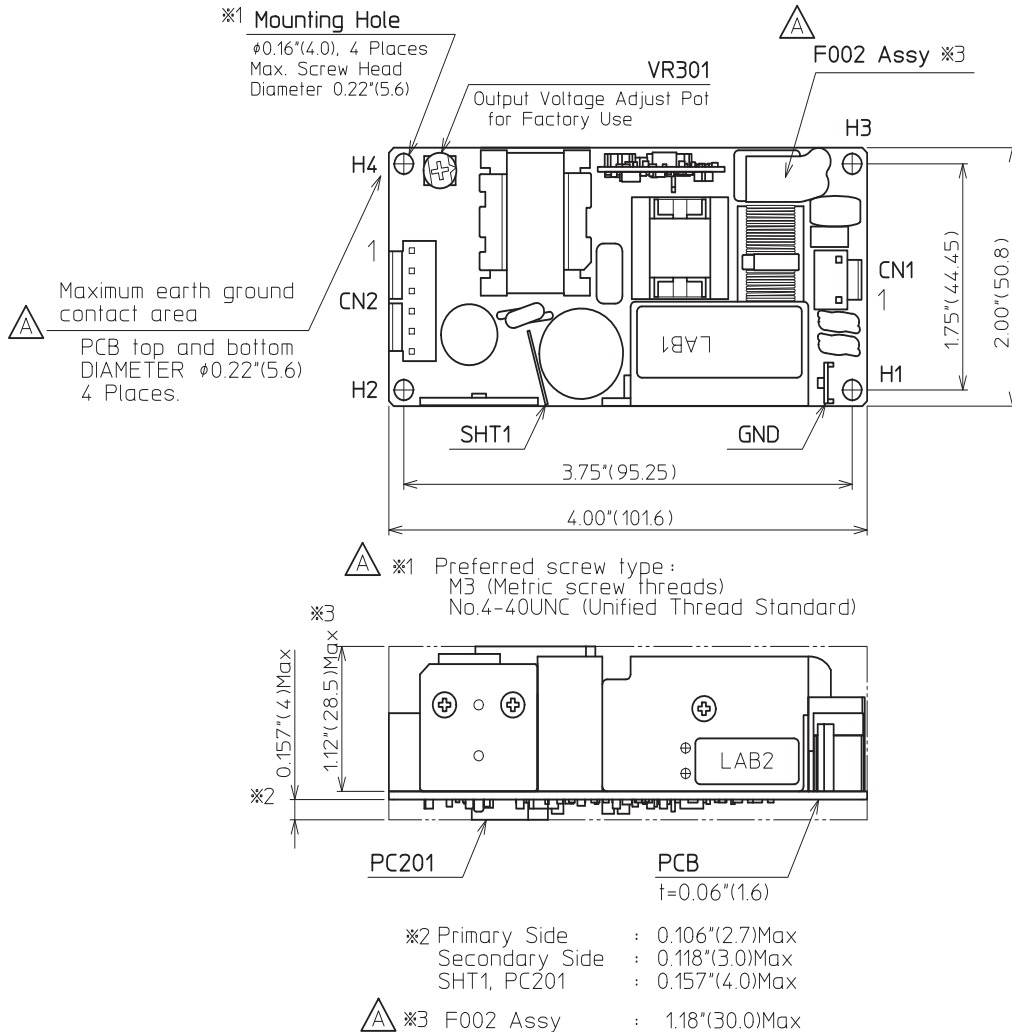 ※1 Mounting Hole
φ0.16"(4.0), 4 Places
Max. Screw Head
Diameter 0.22"(5.6)
VR301
Output Voltage Adjust Pot
for Factory Use
A
F002 Assy ※3
H3
H4
1
CN2
H2
A
Maximum earth ground
contact area
PCB top and bottom
DIAMETER φ0.22"(5.6)
4 Places.
LAB1
CN1
1
H1
1.75"(44.45)
2.00"(50.8)
SHT1
GND
3.75"(95.25)
4.00"(101.6)
A ※1 Preferred screw type :
M3 (Metric screw threads)
No.4-40UNC (Unified Thread Standard)
※3
1.12"(28.5)Max
0.157"(4)Max
※2
LAB2
PC201
PCB
t=0.06"(1.6)
※2 Primary Side : 0.106"(2.7)Max
Secondary Side : 0.118"(3.0)Max
SHT1, PC201 : 0.157"(4.0)Max
A ※3 F002 Assy : 1.18"(30.0)Max